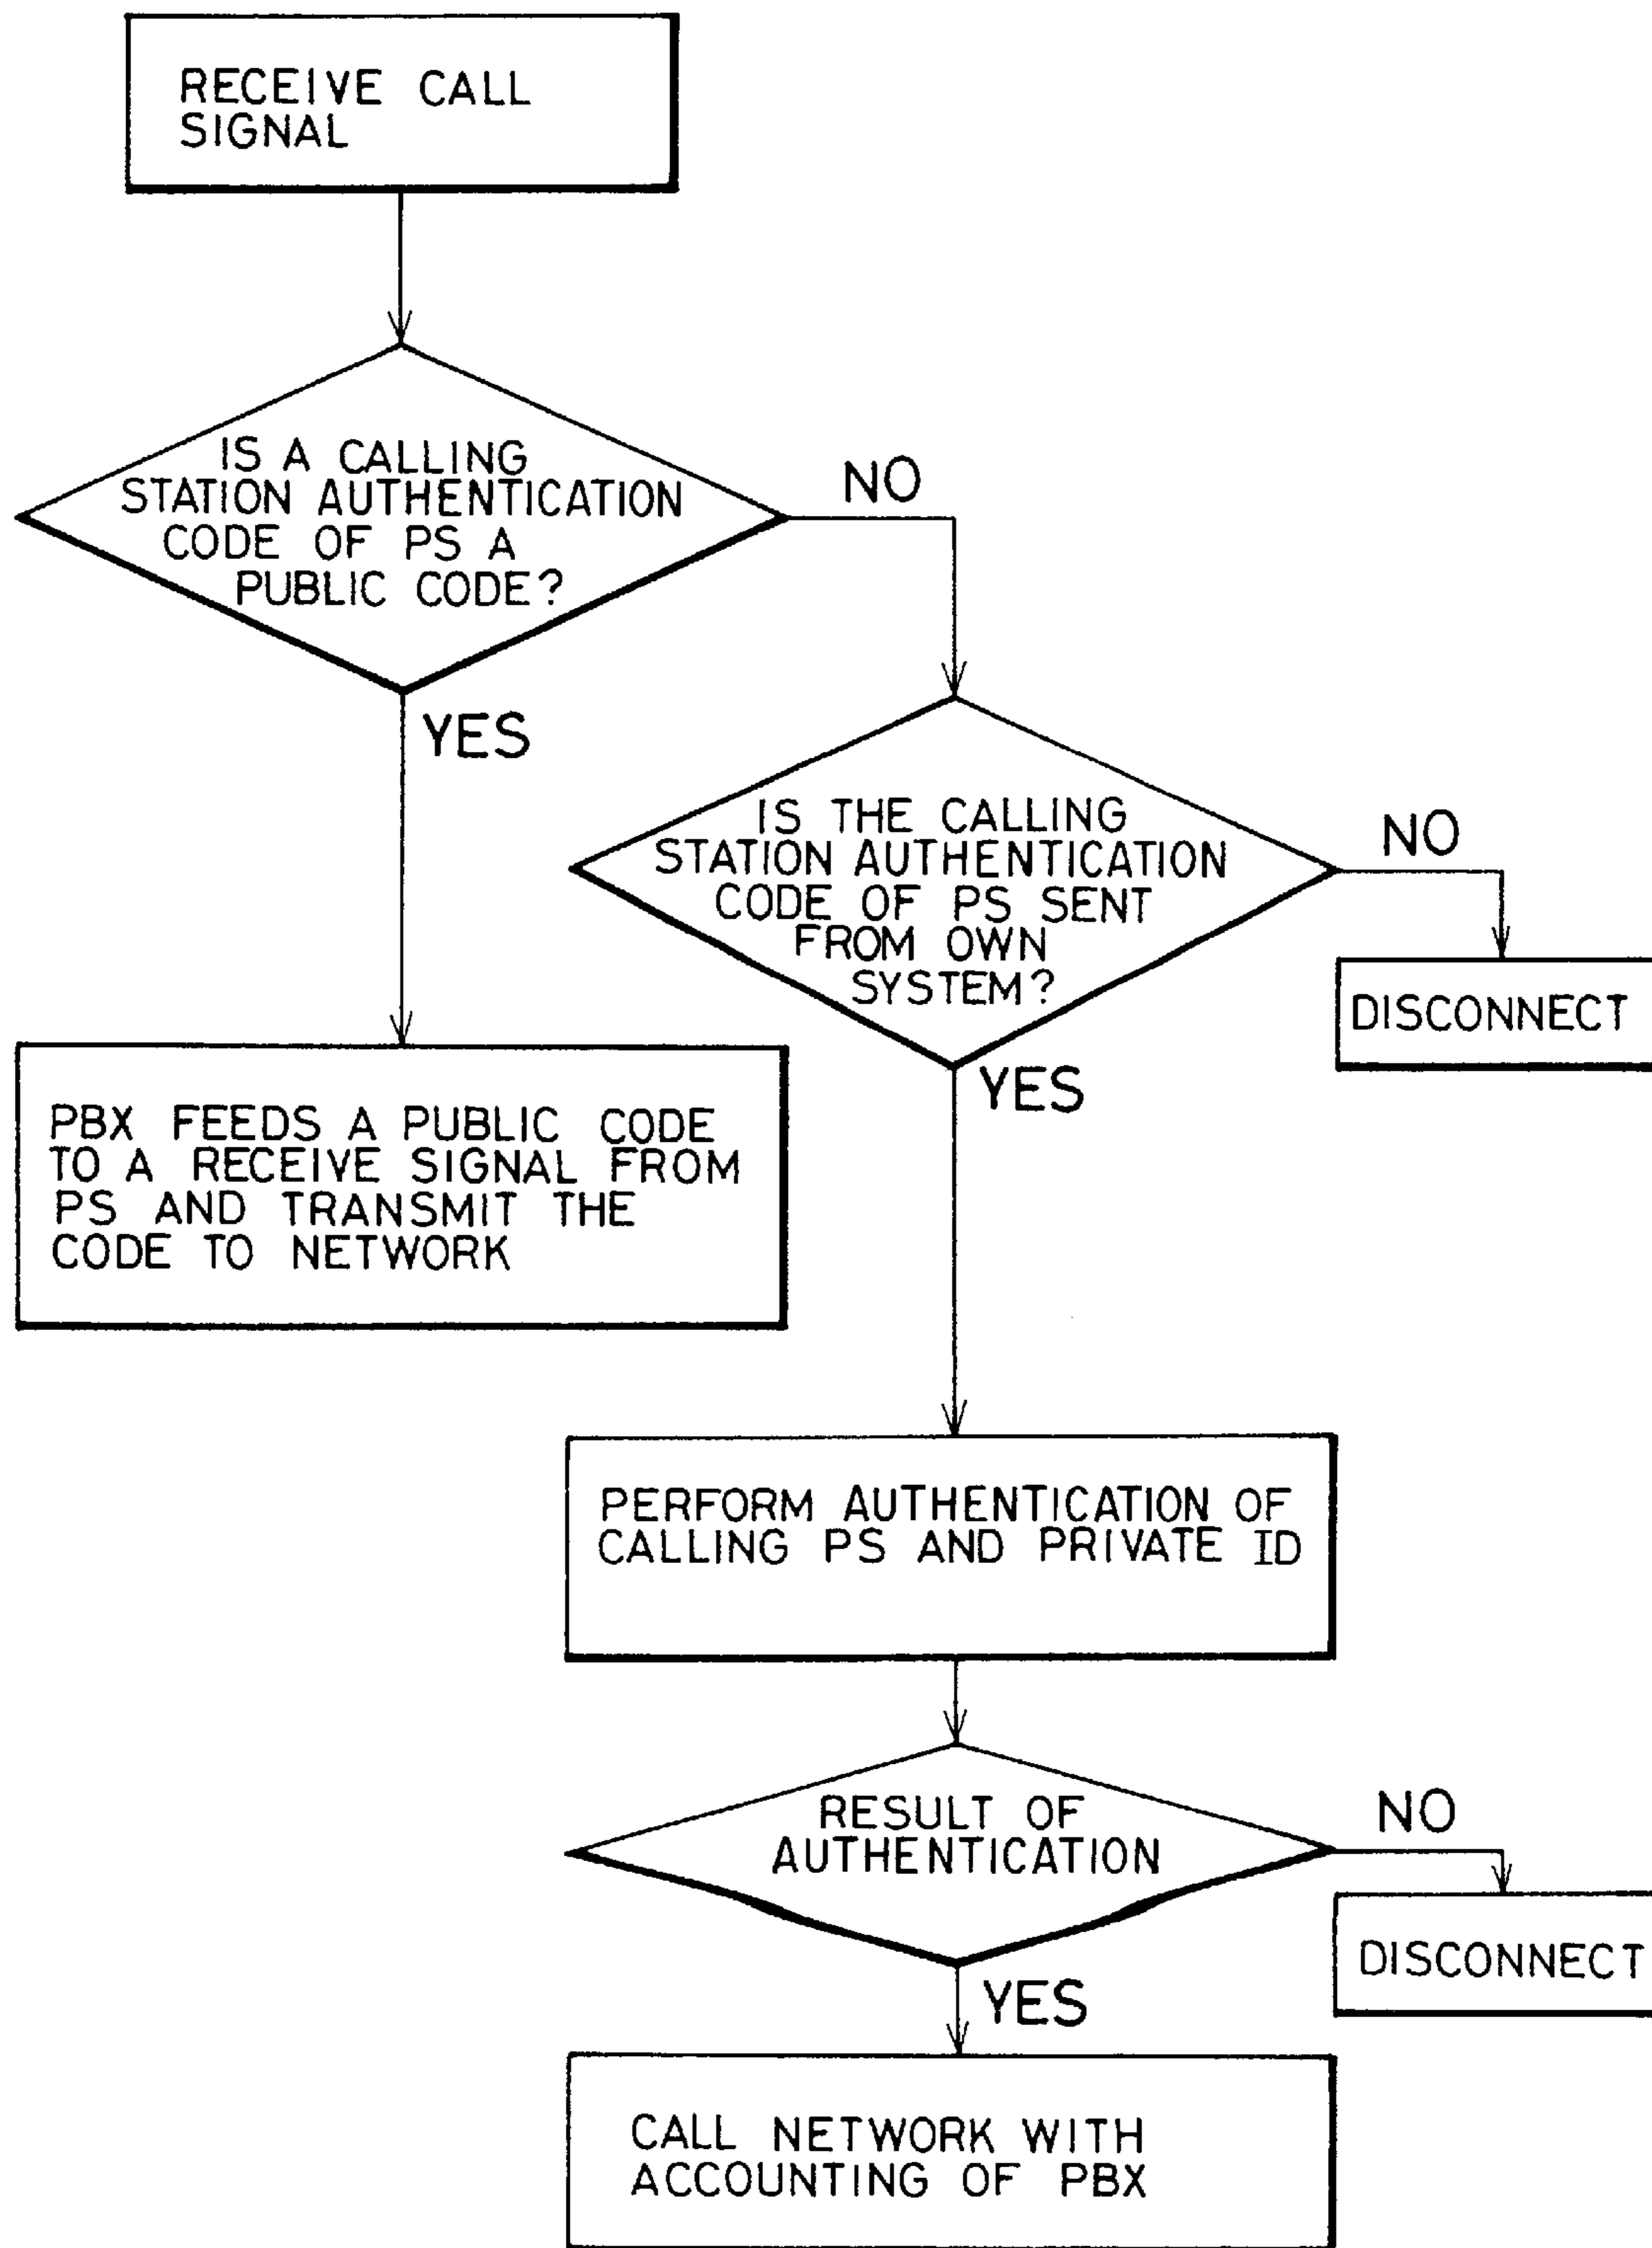 RECEIVE CALL
SIGNAL
IS A CALLING
STATION AUTHENTICATION
CODE OF PS A
PUBLIC CODE?
NO
YES
IS THE CALLING
STATION AUTHENTICATION
CODE OF PS SENT
FROM OWN
SYSTEM?
NO
DISCONNECT
YES
PBX FEEDS A PUBLIC CODE
TO A RECEIVE SIGNAL FROM
PS AND TRANSMIT THE
CODE TO NETWORK
PERFORM AUTHENTICATION OF
CALLING PS AND PRIVATE ID
RESULT OF
AUTHENTICATION
NO
DISCONNECT
YES
CALL NETWORK WITH
ACCOUNTING OF PBX